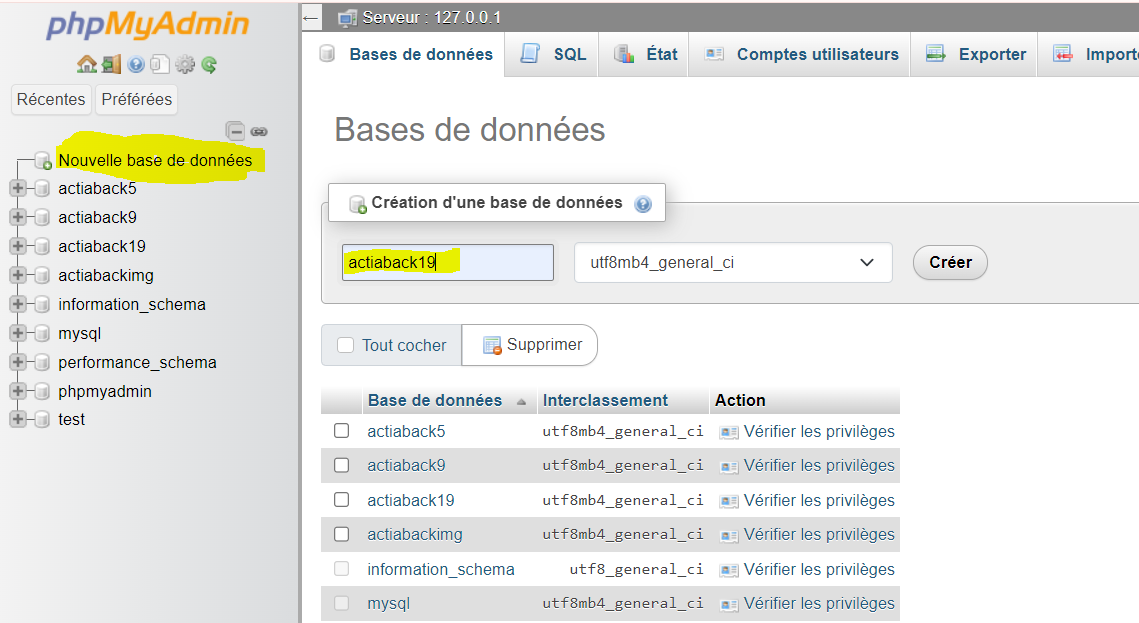 phpMyAdmin
Récentes Préférées
Nouvelle base de données
actiaback5
actiaback9
actiaback19
actiabackimg
information_schema
mysql
performance_schema
phpmyadmin
test
Serveur : 127.0.0.1
Bases de données SQL État Comptes utilisateurs Exporter Importe
Bases de données
Création d'une base de données
actiaback19 utf8mb4_general_ci Créer
Tout cocher Supprimer
Base de données Interclassement Action
actiaback5 utf8mb4_general_ci Vérifier les privilèges
actiaback9 utf8mb4_general_ci Vérifier les privilèges
actiaback19 utf8mb4_general_ci Vérifier les privilèges
actiabackimg utf8mb4_general_ci Vérifier les privilèges
information_schema utf8_general_ci Vérifier les privilèges
mysql utf8mb4_general_ci Vérifier les privilèges